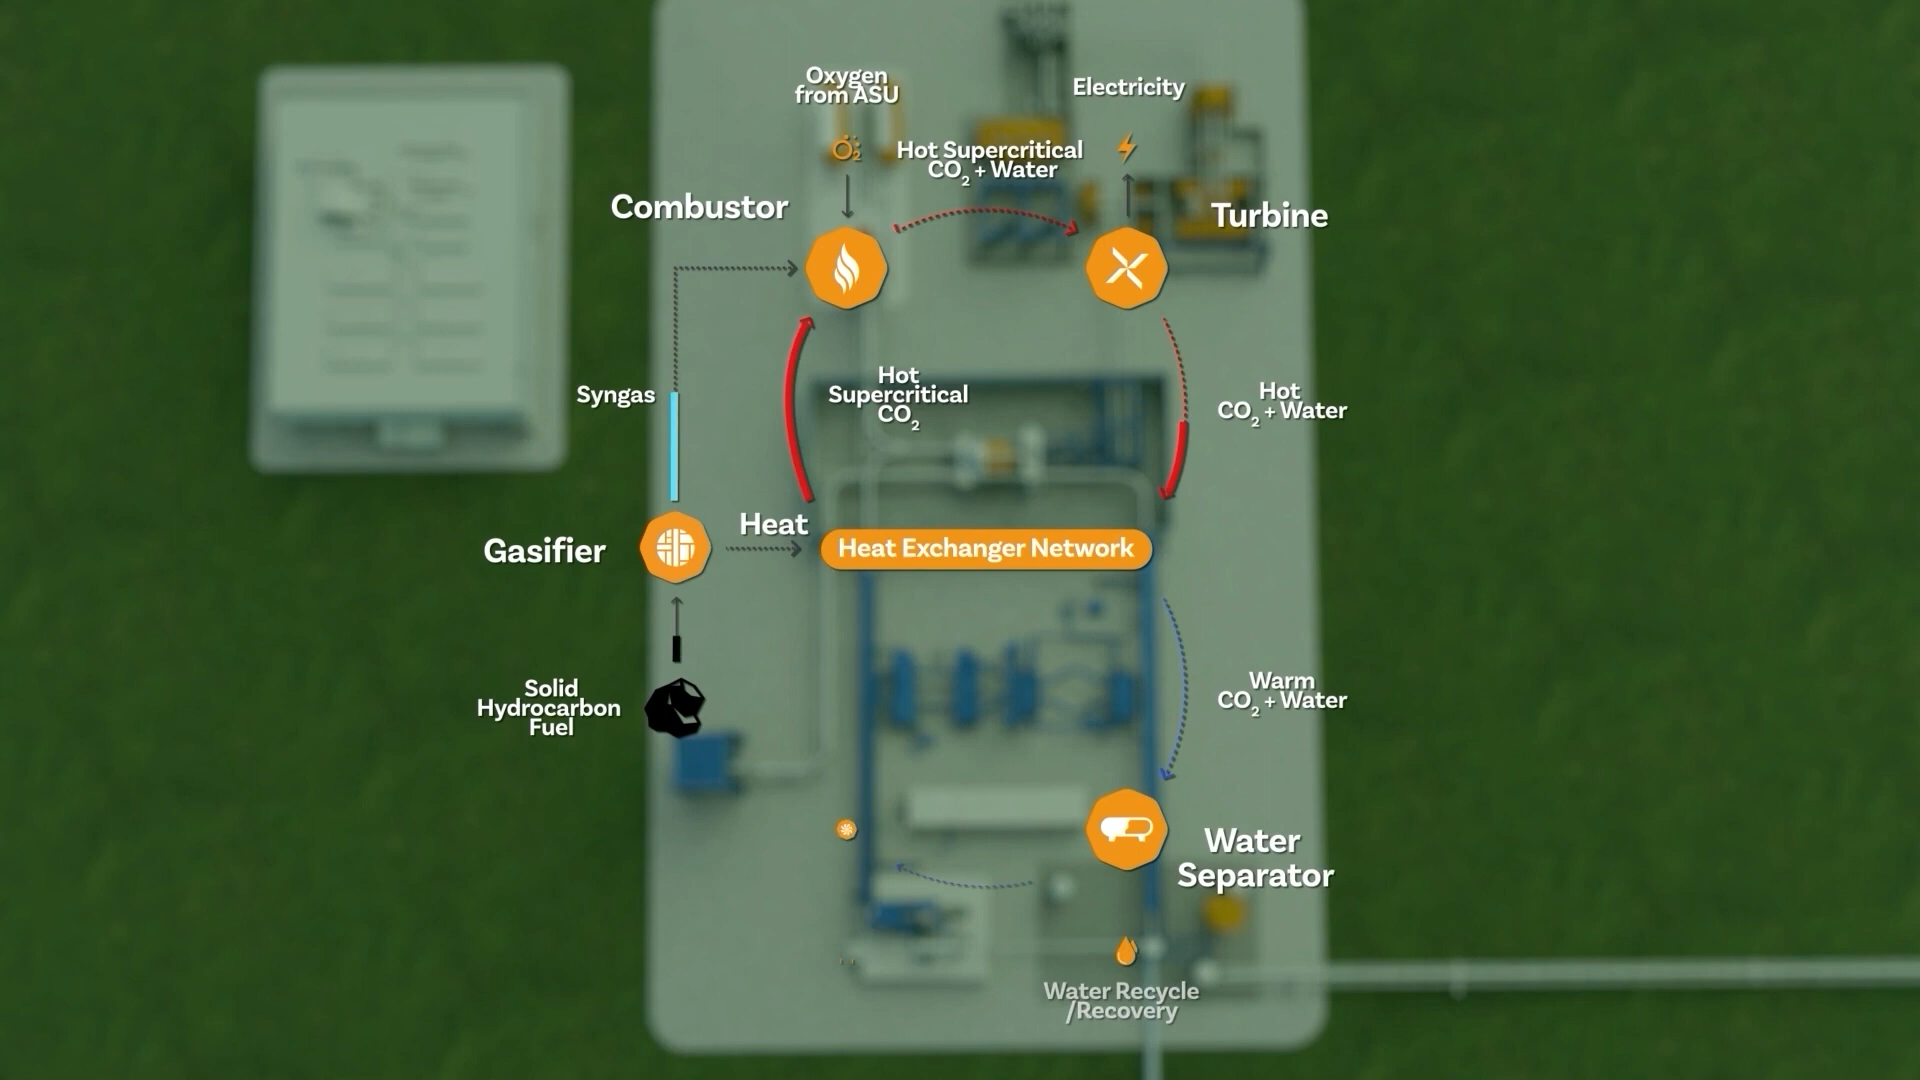 Oxygen
from ASU
Electricity
O2
Hot Supercritical
CO2 + Water
Combustor
Turbine
Syngas
Hot
Supercritical
CO2
Hot
CO2 + Water
Gasifier
Heat
Heat Exchanger Network
Solid
Hydrocarbon
Fuel
Warm
CO2 + Water
Water
Separator
Water Recycle
/Recovery